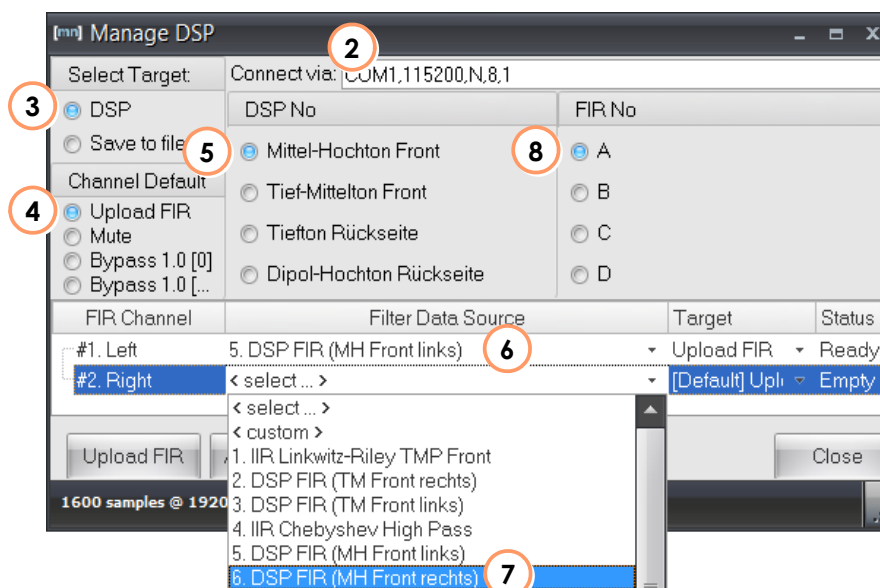 [mn] Manage DSP
2
Select Target:
Connect via: COM1,115200,N,8,1
3
DSP
Save to file
5
DSP No
FIR No
Mittel-Hochton Front
8
A
Tief-Mittelton Front
B
Tiefton Rückseite
C
Dipol-Hochton Rückseite
D
Channel Default
4
Upload FIR
Mute
Bypass 1.0 [0]
Bypass 1.0 [...
FIR Channel
Filter Data Source
Target
Status
#1. Left
5. DSP FIR (MH Front links)
6
Upload FIR
Ready
#2. Right
< select ... >
[Default] Upl
Empty
< select ... >
< custom >
1. IIR Linkwitz-Riley TMP Front
2. DSP FIR (TM Front rechts)
3. DSP FIR (TM Front links)
4. IIR Chebyshev High Pass
5. DSP FIR (MH Front links)
6. DSP FIR (MH Front rechts)
7
Upload FIR
Close
1600 samples @ 1920